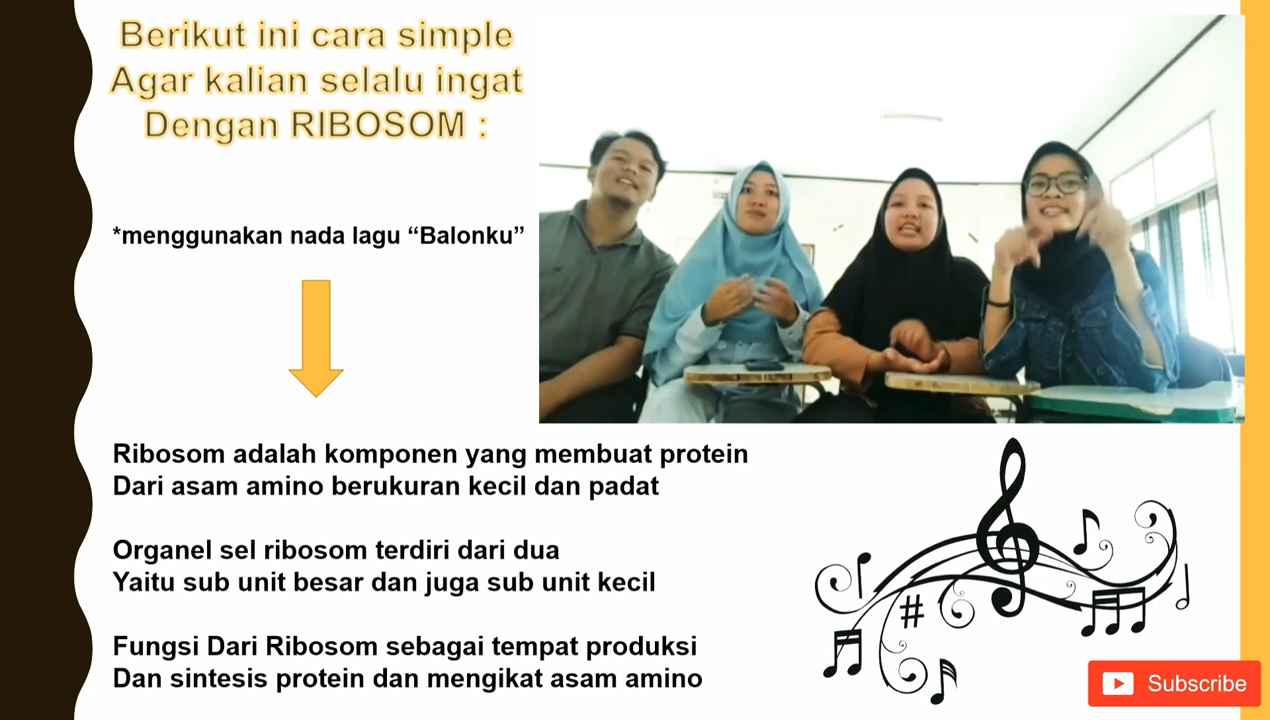 Berikut ini cara simple
Agar kalian selalu ingat
Dengan RIBOSOM :
*menggunakan nada lagu “Balonku”
Ribosom adalah komponen yang membuat protein
Dari asam amino berukuran kecil dan padat
Organel sel ribosom terdiri dari dua
Yaitu sub unit besar dan juga sub unit kecil
Fungsi Dari Ribosom sebagai tempat produksi
Dan sintesis protein dan mengikat asam amino
Subscribe